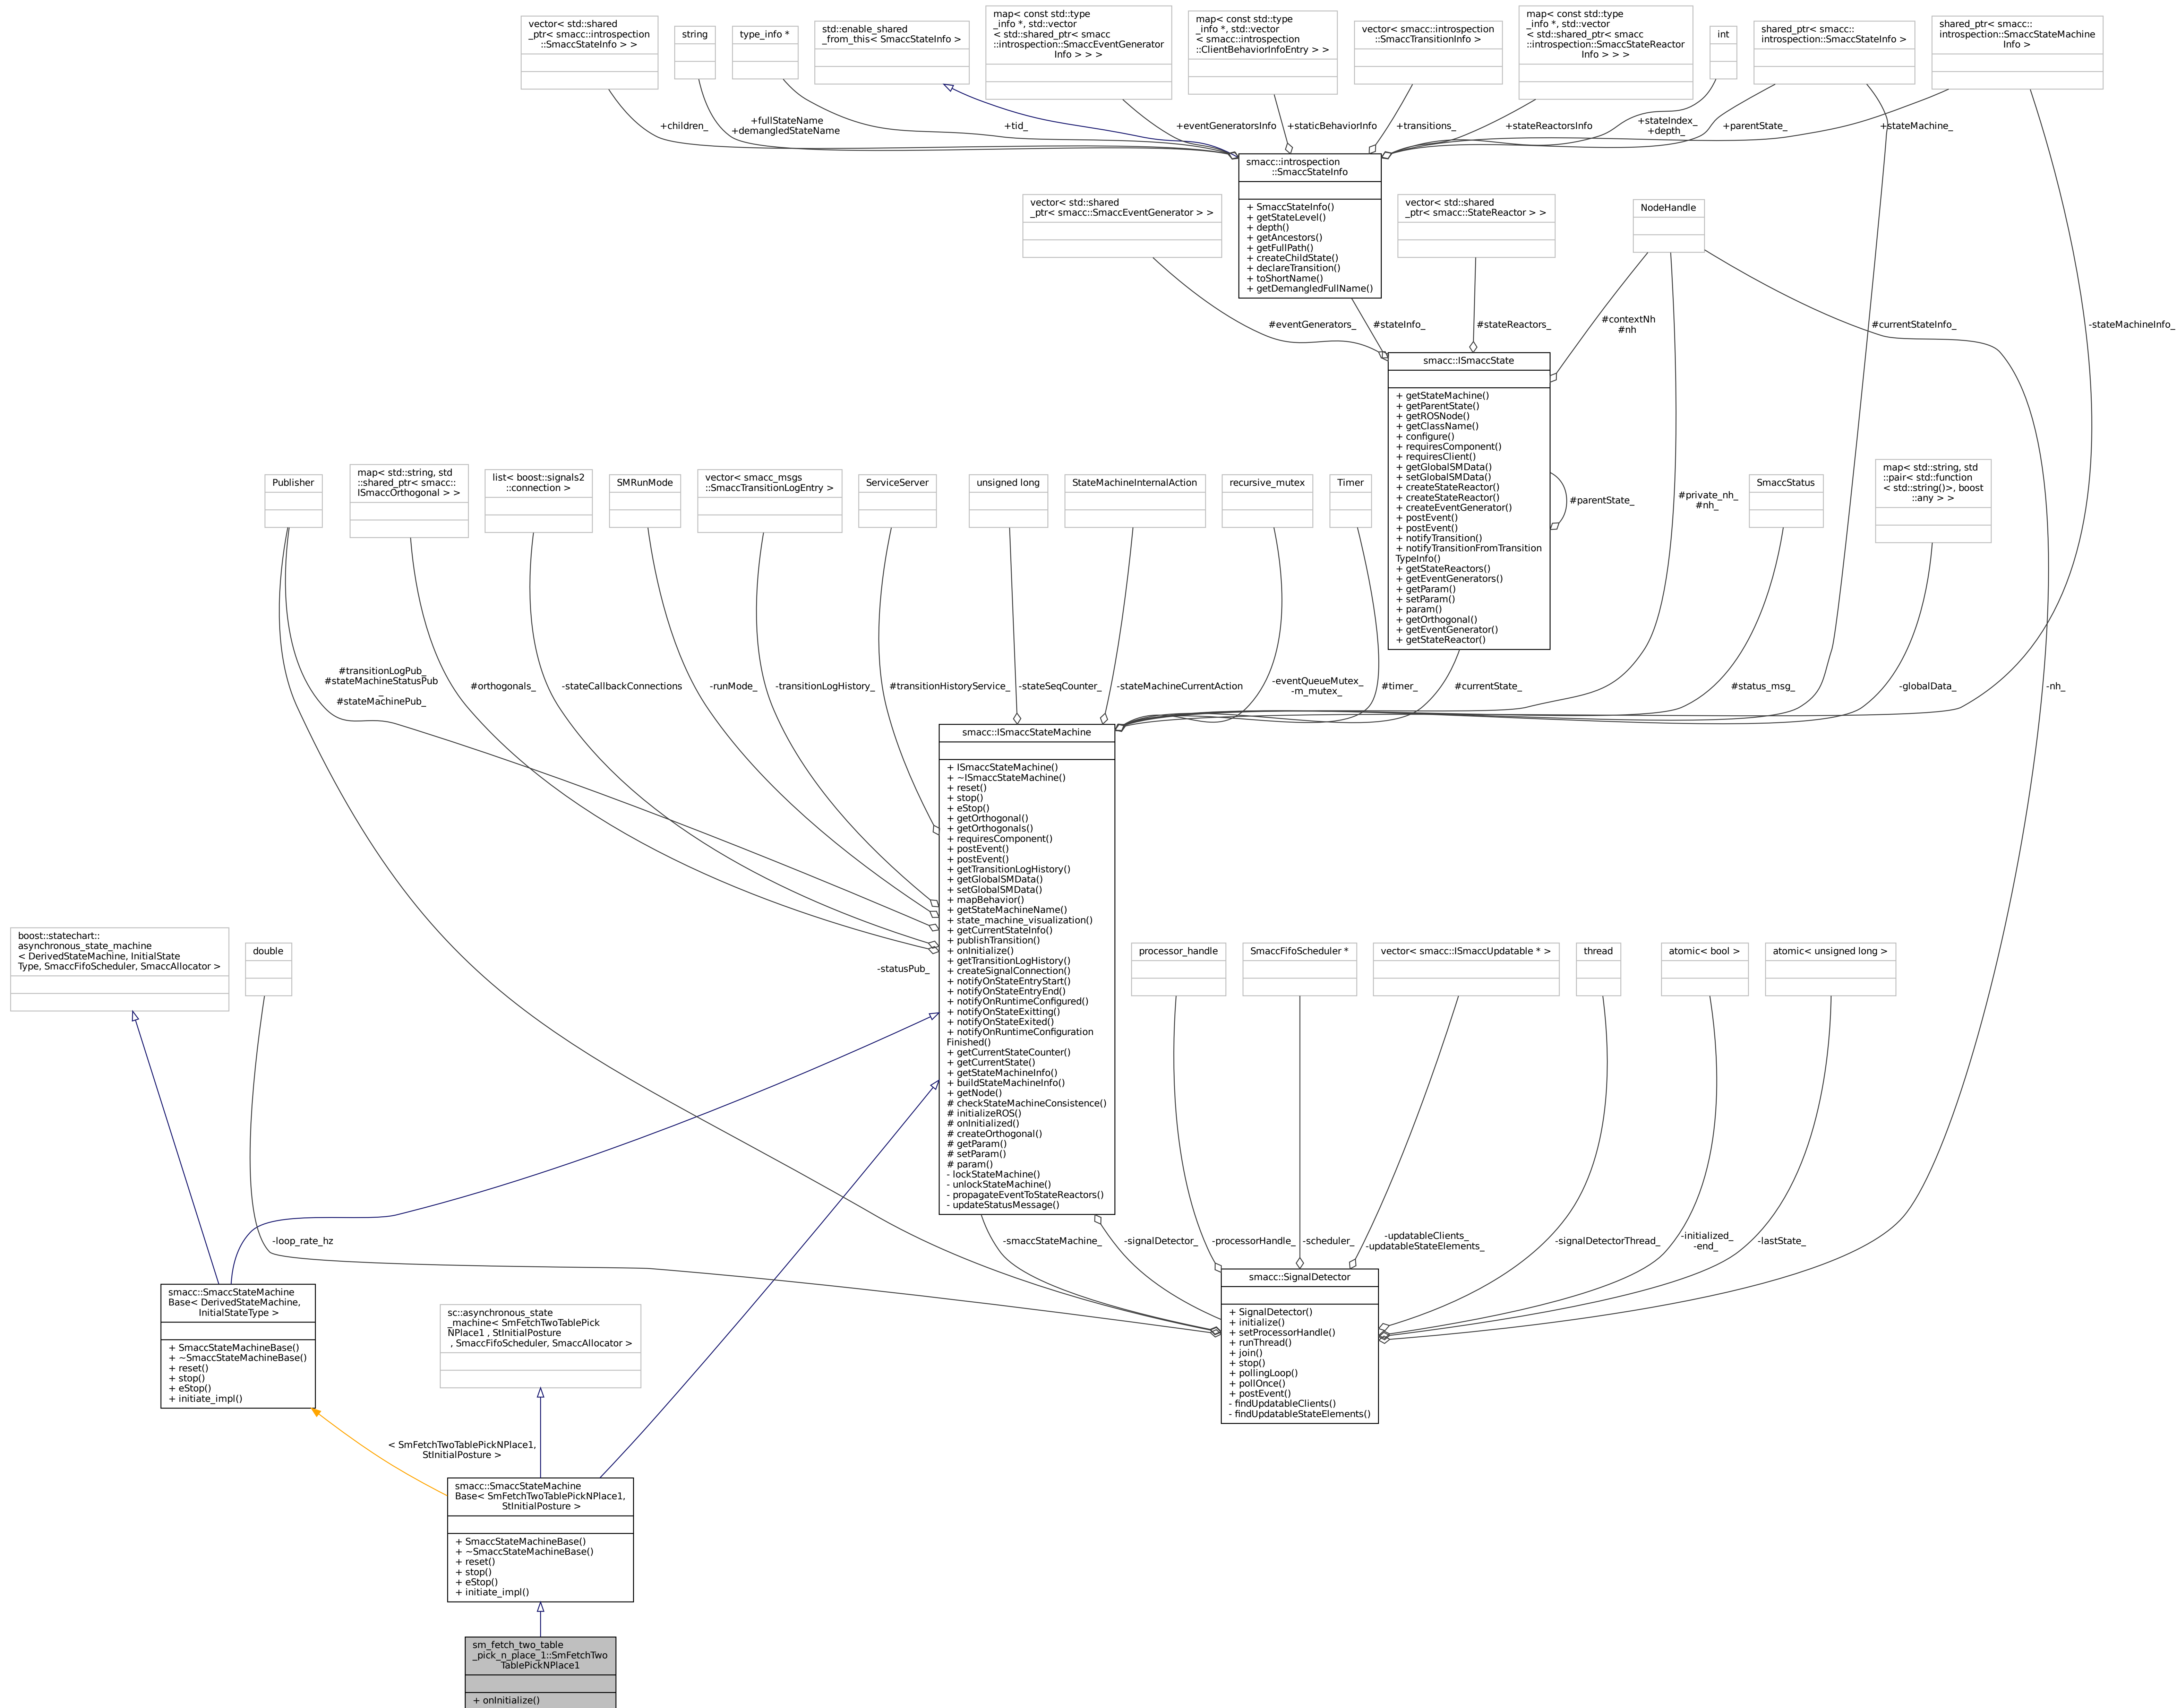 vector< std::shared
_ptr< smacc::introspection
::SmaccStateInfo > >
string
type_info *
std::enable_shared
_from_this< SmaccStateInfo >
map< const std::type
_info *, std::vector
< std::shared_ptr< smacc
::introspection::SmaccEventGenerator
Info > > >
map< const std::type
_info *, std::vector
< smacc::introspection
::ClientBehaviorInfoEntry > >
vector< smacc::introspection
::SmaccTransitionInfo >
map< const std::type
_info *, std::vector
< std::shared_ptr< smacc
::introspection::SmaccStateReactor
Info > > >
int
shared_ptr< smacc::
introspection::SmaccStateInfo >
shared_ptr< smacc::
introspection::SmaccStateMachine
Info >
+children_
+fullStateName
+demangledStateName
+tid_
+eventGeneratorsInfo
+staticBehaviorInfo
+transitions_
+stateReactorsInfo
+stateIndex_
+depth_
+parentState_
+stateMachine_
smacc::introspection
::SmaccStateInfo
+ SmaccStateInfo()
+ getStateLevel()
+ depth()
+ getAncestors()
+ getFullPath()
+ createChildState()
+ declareTransition()
+ toShortName()
+ getDemangledFullName()
vector< std::shared
_ptr< smacc::SmaccEventGenerator > >
vector< std::shared
_ptr< smacc::StateReactor > >
NodeHandle
#eventGenerators_
#stateInfo_
#stateReactors_
#contextNh
#nh
#currentStateInfo_
-stateMachineInfo_
smacc::ISmaccState
+ getStateMachine()
+ getParentState()
+ getROSNode()
+ getClassName()
+ configure()
+ requiresComponent()
+ requiresClient()
+ getGlobalSMData()
+ setGlobalSMData()
+ createStateReactor()
+ createStateReactor()
+ createEventGenerator()
+ postEvent()
+ postEvent()
+ notifyTransition()
+ notifyTransitionFromTransition
TypeInfo()
+ getStateReactors()
+ getEventGenerators()
+ getParam()
+ setParam()
+ param()
+ getOrthogonal()
+ getEventGenerator()
+ getStateReactor()
#parentState_
#private_nh_
#nh_
Publisher
map< std::string, std
::shared_ptr< smacc::
ISmaccOrthogonal > >
list< boost::signals2
::connection >
SMRunMode
vector< smacc_msgs
::SmaccTransitionLogEntry >
ServiceServer
unsigned long
StateMachineInternalAction
recursive_mutex
Timer
SmaccStatus
map< std::string, std
::pair< std::function
< std::string()>, boost
::any > >
#transitionLogPub_
#stateMachineStatusPub
_
#stateMachinePub_
#orthogonals_
-stateCallbackConnections
-runMode_
-transitionLogHistory_
#transitionHistoryService_
-stateSeqCounter_
-stateMachineCurrentAction
-eventQueueMutex_
-m_mutex_
#timer_
#currentState_
#status_msg_
-globalData_
-nh_
smacc::ISmaccStateMachine
+ ISmaccStateMachine()
+ ~ISmaccStateMachine()
+ reset()
+ stop()
+ eStop()
+ getOrthogonal()
+ getOrthogonals()
+ requiresComponent()
+ postEvent()
+ postEvent()
+ getTransitionLogHistory()
+ getGlobalSMData()
+ setGlobalSMData()
+ mapBehavior()
+ getStateMachineName()
+ state_machine_visualization()
+ getCurrentStateInfo()
+ publishTransition()
+ onInitialize()
+ getTransitionLogHistory()
+ createSignalConnection()
+ notifyOnStateEntryStart()
+ notifyOnStateEntryEnd()
+ notifyOnRuntimeConfigured()
+ notifyOnStateExitting()
+ notifyOnStateExited()
+ notifyOnRuntimeConfiguration
Finished()
+ getCurrentStateCounter()
+ getCurrentState()
+ getStateMachineInfo()
+ buildStateMachineInfo()
+ getNode()
# checkStateMachineConsistence()
# initializeROS()
# onInitialized()
# createOrthogonal()
# getParam()
# setParam()
# param()
- lockStateMachine()
- unlockStateMachine()
- propagateEventToStateReactors()
- updateStatusMessage()
boost::statechart::
asynchronous_state_machine
< DerivedStateMachine, InitialState
Type, SmaccFifoScheduler, SmaccAllocator >
double
-statusPub_
processor_handle
SmaccFifoScheduler *
vector< smacc::ISmaccUpdatable * >
thread
atomic< bool >
atomic< unsigned long >
-loop_rate_hz
-smaccStateMachine_
-signalDetector_
-processorHandle_
-scheduler_
-updatableClients_
-updatableStateElements_
-signalDetectorThread_
-initialized_
-end_
-lastState_
smacc::SignalDetector
+ SignalDetector()
+ initialize()
+ setProcessorHandle()
+ runThread()
+ join()
+ stop()
+ pollingLoop()
+ pollOnce()
+ postEvent()
- findUpdatableClients()
- findUpdatableStateElements()
smacc::SmaccStateMachine
Base< DerivedStateMachine,
InitialStateType >
+ SmaccStateMachineBase()
+ ~SmaccStateMachineBase()
+ reset()
+ stop()
+ eStop()
+ initiate_impl()
sc::asynchronous_state
_machine< SmFetchTwoTablePick
NPlace1 , StInitialPosture
, SmaccFifoScheduler, SmaccAllocator >
< SmFetchTwoTablePickNPlace1,
StInitialPosture >
smacc::SmaccStateMachine
Base< SmFetchTwoTablePickNPlace1,
StInitialPosture >
+ SmaccStateMachineBase()
+ ~SmaccStateMachineBase()
+ reset()
+ stop()
+ eStop()
+ initiate_impl()
sm_fetch_two_table
_pick_n_place_1::SmFetchTwo
TablePickNPlace1
+ onInitialize()